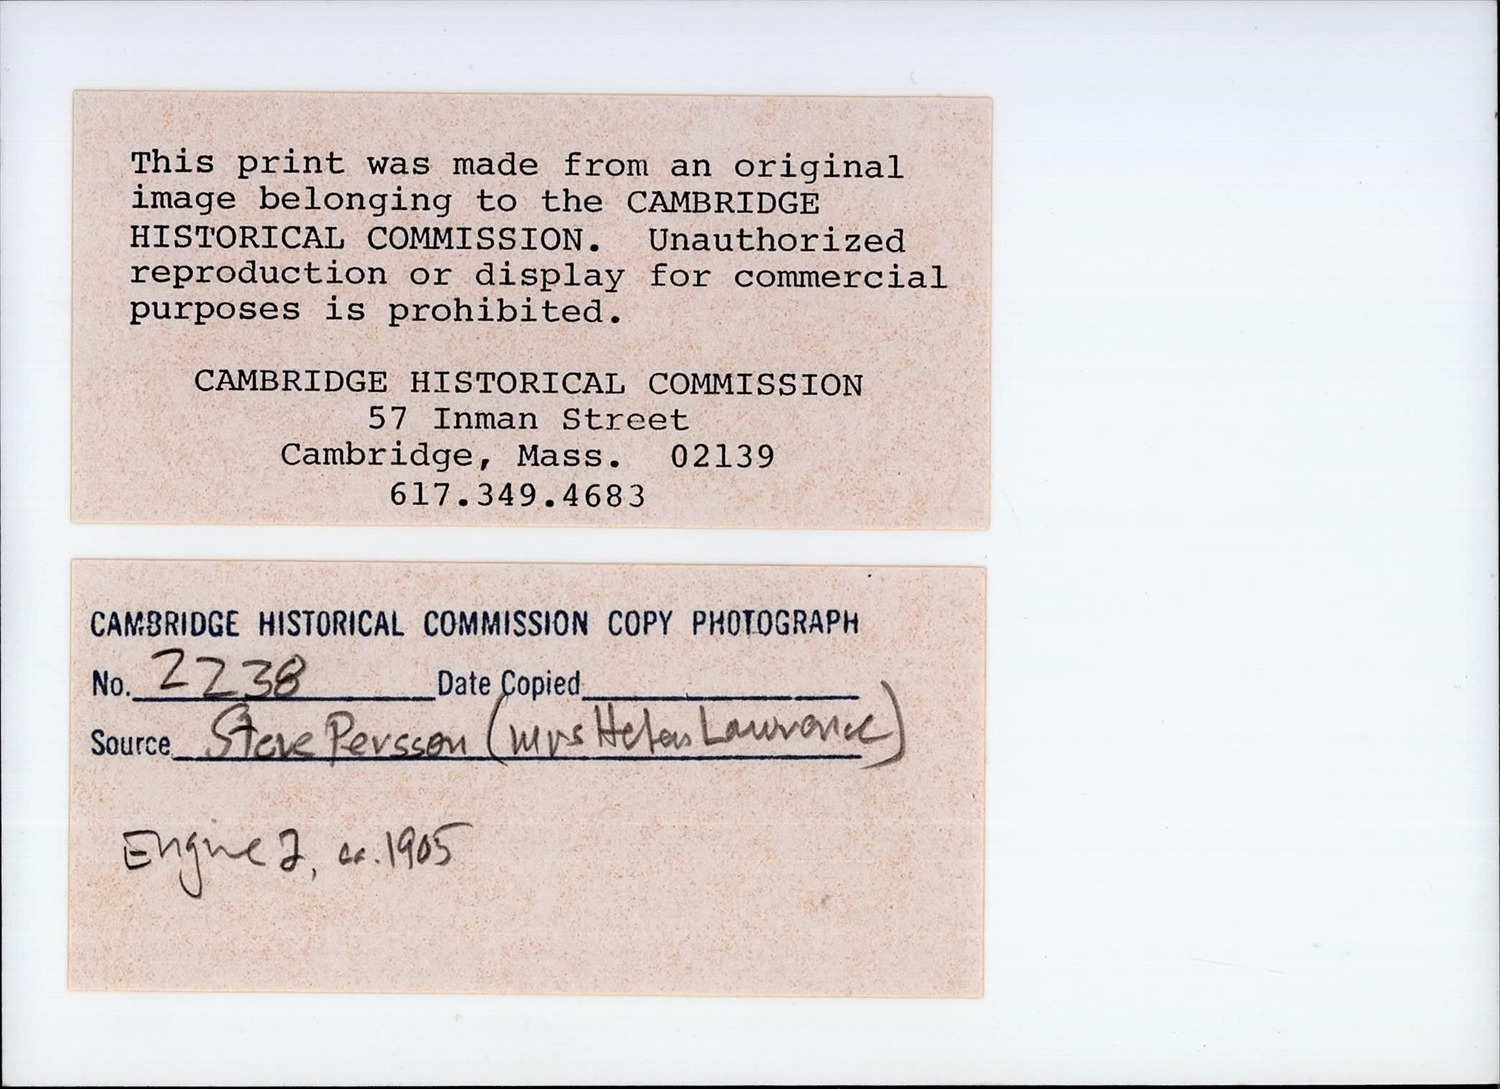 This print was made from an original
image belonging to the CAMBRIDGE
HISTORICAL COMMISSION. Unauthorized
reproduction or display for commercial
purposes is prohibited.
CAMBRIDGE HISTORICAL COMMISSION
57 Inman Street
Cambridge, Mass. 02139
617.349.4683
CAMBRIDGE HISTORICAL COMMISSION COPY PHOTOGRAPH
No. 2238 Date Copied
Source Steve Persson (Mrs Helen Lawrence)
Engine 2, ca. 1905